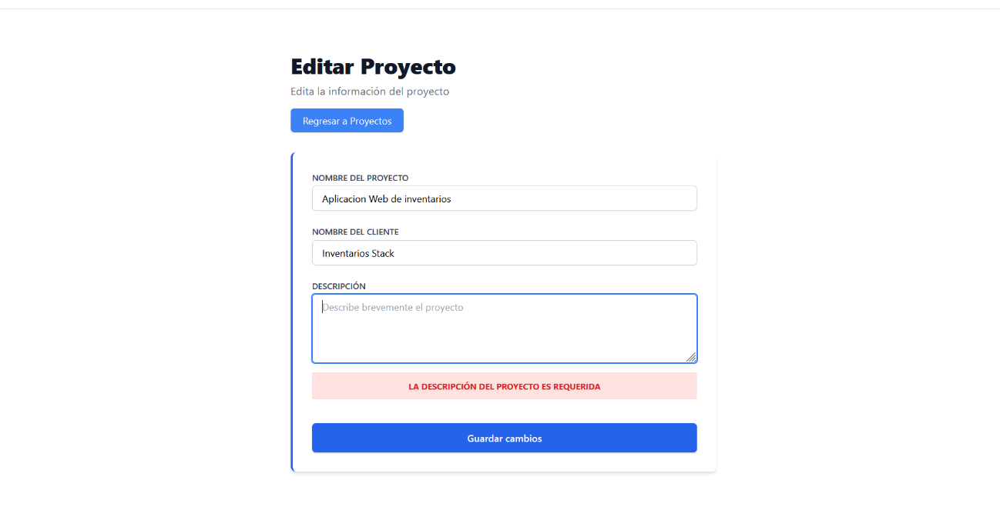 Editar Proyecto
Edita la información del proyecto
Regresar a Proyectos
NOMBRE DEL PROYECTO
Aplicacion Web de inventarios
NOMBRE DEL CLIENTE
Inventarios Stack
DESCRIPCIÓN
Describe brevemente el proyecto
LA DESCRIPCIÓN DEL PROYECTO ES REQUERIDA
Guardar cambios